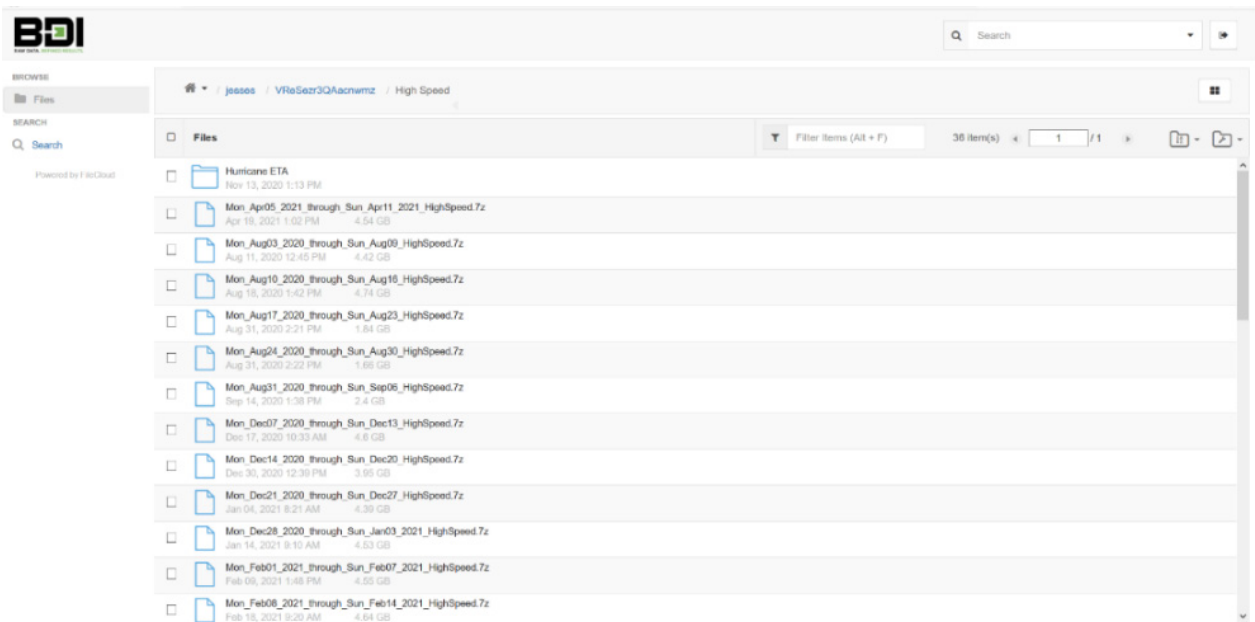 BDI
RAW DATA. REFINED RESULTS.
Search
BROWSE
Files
SEARCH
Search
Powered by FileCloud
/ jesses / VReSezr3QAacnwmz / High Speed
Files
Filter Items (Alt + F)
36 item(s) 1 / 1
Hurricane ETA
Nov 13, 2020 1:13 PM
Mon_Apr05_2021_through_Sun_Apr11_2021_HighSpeed.7z
Apr 19, 2021 1:02 PM 4.54 GB
Mon_Aug03_2020_through_Sun_Aug09_HighSpeed.7z
Aug 11, 2020 12:45 PM 4.42 GB
Mon_Aug10_2020_through_Sun_Aug16_HighSpeed.7z
Aug 18, 2020 1:42 PM 4.74 GB
Mon_Aug17_2020_through_Sun_Aug23_HighSpeed.7z
Aug 31, 2020 2:21 PM 1.84 GB
Mon_Aug24_2020_through_Sun_Aug30_HighSpeed.7z
Aug 31, 2020 2:22 PM 1.66 GB
Mon_Aug31_2020_through_Sun_Sep06_HighSpeed.7z
Sep 14, 2020 1:38 PM 2.4 GB
Mon_Dec07_2020_through_Sun_Dec13_HighSpeed.7z
Dec 17, 2020 10:33 AM 4.6 GB
Mon_Dec14_2020_through_Sun_Dec20_HighSpeed.7z
Dec 30, 2020 12:39 PM 3.95 GB
Mon_Dec21_2020_through_Sun_Dec27_HighSpeed.7z
Jan 04, 2021 8:21 AM 4.39 GB
Mon_Dec28_2020_through_Sun_Jan03_2021_HighSpeed.7z
Jan 14, 2021 9:10 AM 4.53 GB
Mon_Feb01_2021_through_Sun_Feb07_2021_HighSpeed.7z
Feb 09, 2021 1:48 PM 4.55 GB
Mon_Feb08_2021_through_Sun_Feb14_2021_HighSpeed.7z
Feb 18, 2021 9:20 AM 4.64 GB